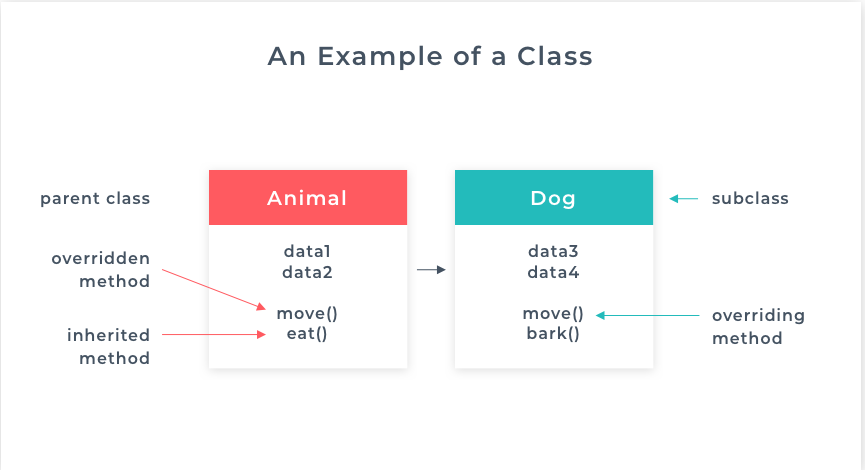 An Example of a Class
parent class
Animal
Dog
subclass
overridden
method
inherited
method
data1
data2
move()
eat()
data3
data4
move()
bark()
overriding
method